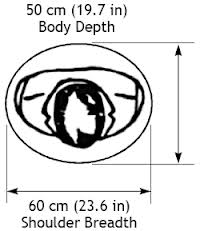 50 cm (19.7 in)
Body Depth
60 cm (23.6 in)
Shoulder Breadth